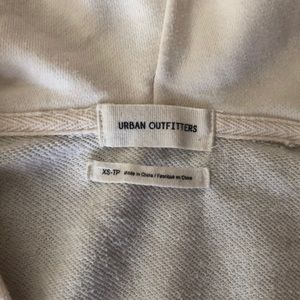 URBAN OUTFITTERS
XS-TP Made in China / Fabriqué en Chine